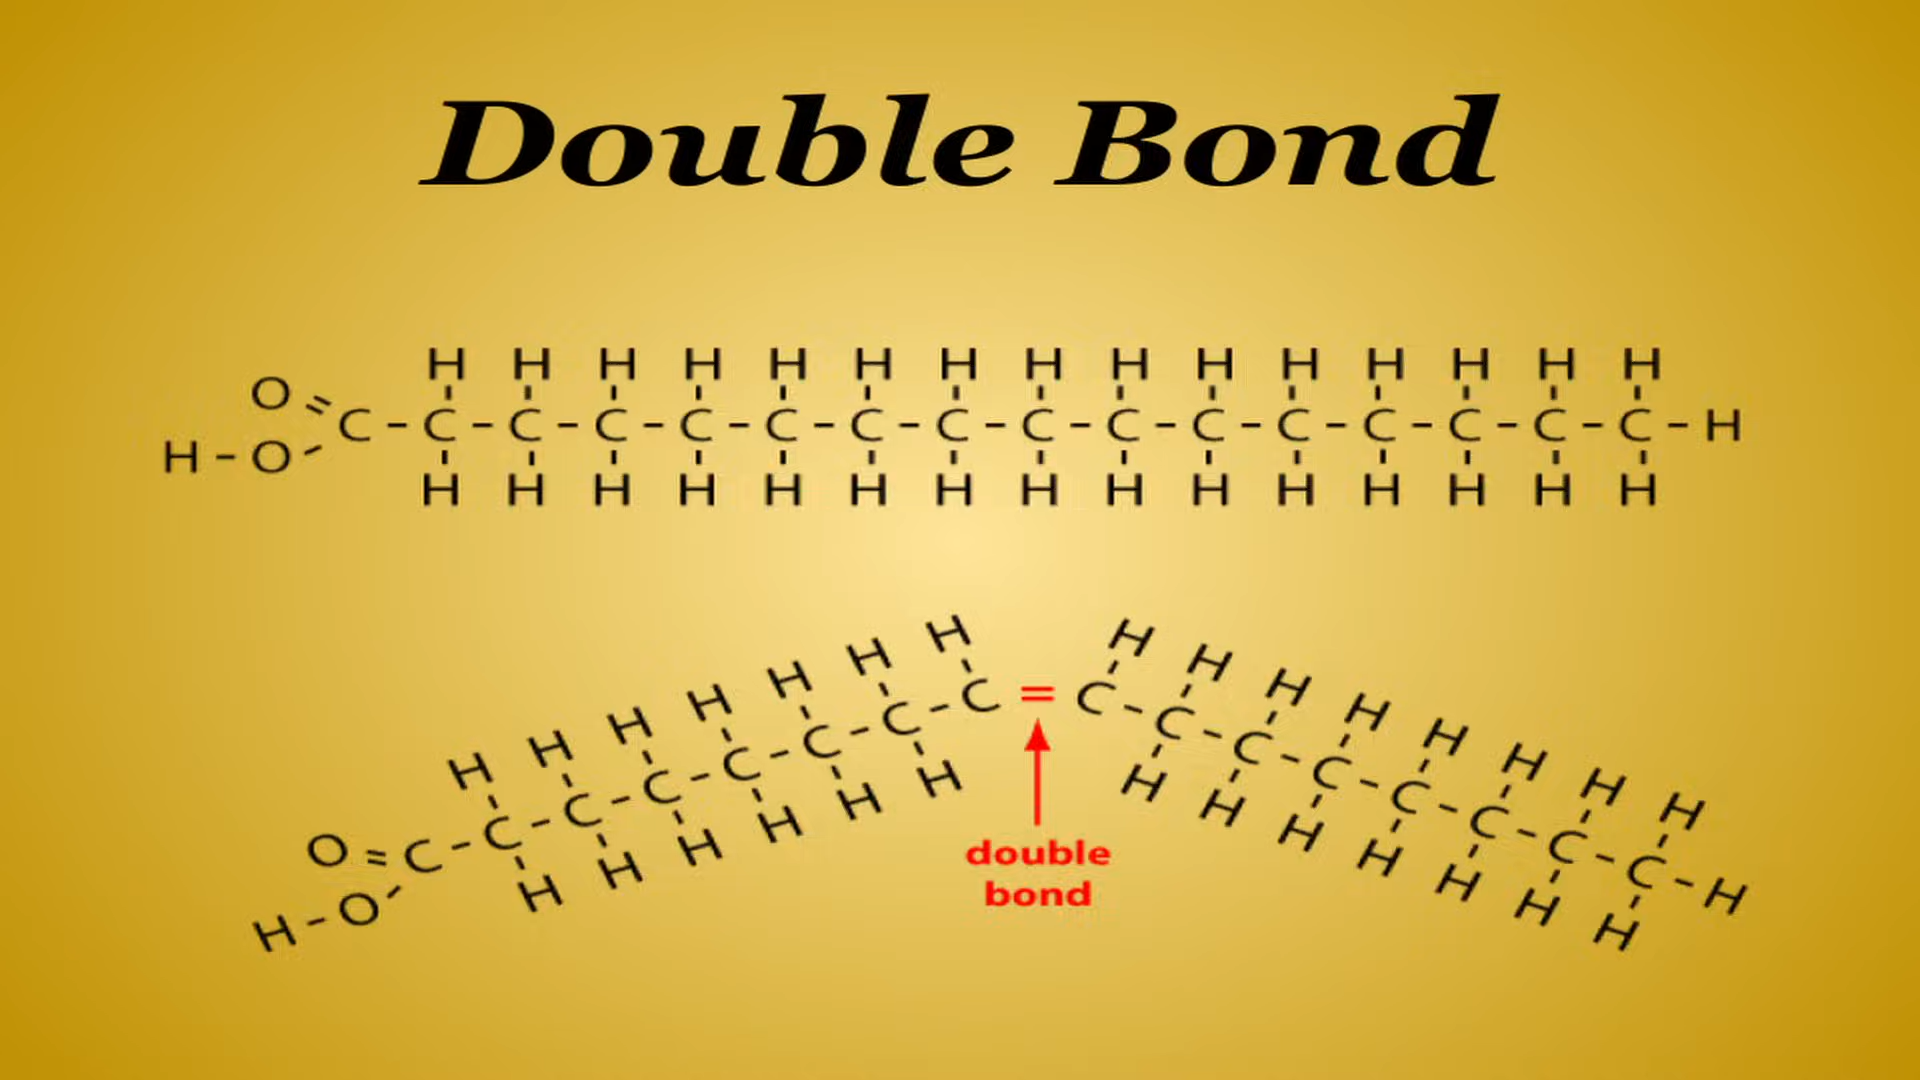 Double Bond
H H H H H H H H H H H H H H H
O = C - C - C - C - C - C - C - C - C - C - C - C - C - C - C - C - H
H - O -
H H H H H H H H H H H H H H H
H H H H H H H H H H H H H H H
O = C - C - C - C - C - C - C - C = C - C - C - C - C - C - C - C - H
H - O -
H H H H H H H H H H H H H
double
bond